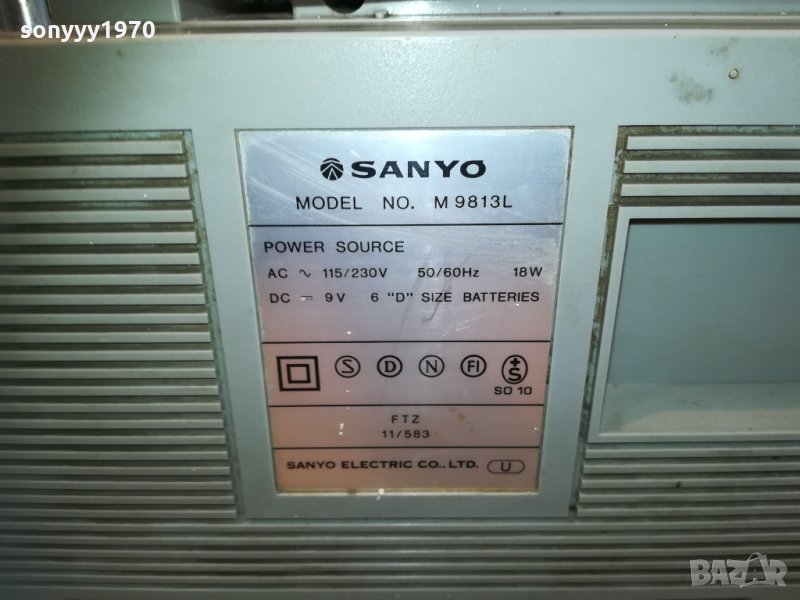 sonyyy1970
SANYO
MODEL NO. M 9813L
POWER SOURCE
AC ∿ 115/230V 50/60Hz 18W
DC ⎓ 9V 6 "D" SIZE BATTERIES
S D N FI +S
SO 10
FTZ
11/583
SANYO ELECTRIC CO., LTD. U
BAZAR